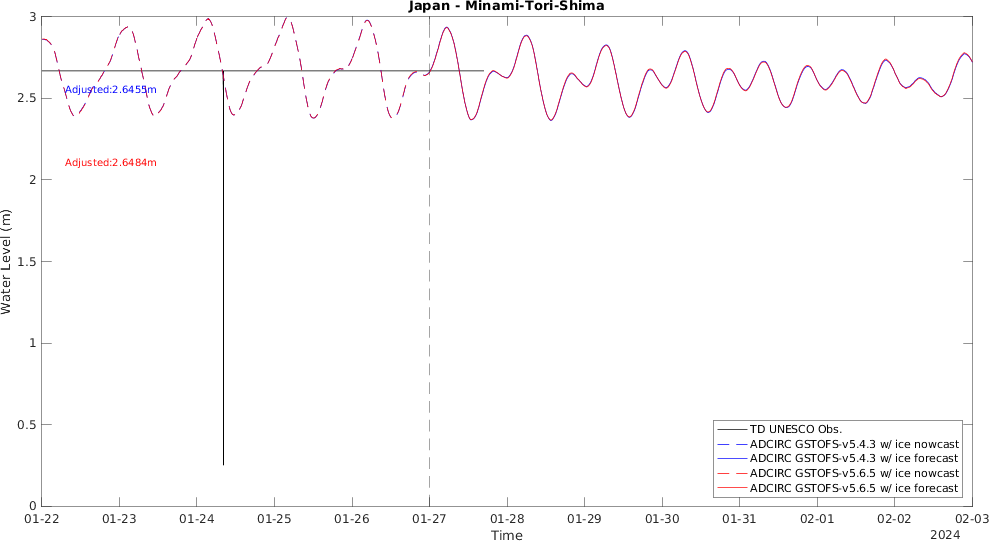 Japan - Minami-Tori-Shima
Water Level (m)
3
2.5
2
1.5
1
0.5
0
Adjusted:2.6455m
Adjusted:2.6484m
TD UNESCO Obs.
ADCIRC GSTOFS-v5.4.3 w/ ice nowcast
ADCIRC GSTOFS-v5.4.3 w/ ice forecast
ADCIRC GSTOFS-v5.6.5 w/ ice nowcast
ADCIRC GSTOFS-v5.6.5 w/ ice forecast
01-22 01-23 01-24 01-25 01-26 01-27 01-28 01-29 01-30 01-31 02-01 02-02 02-03
Time
2024